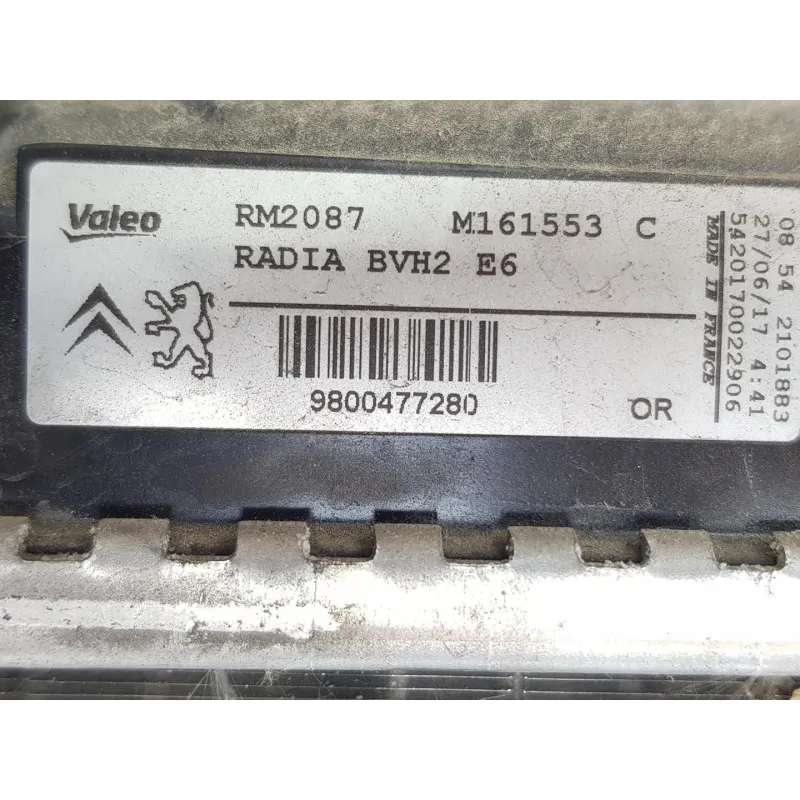 Valeo RM2087 M161553 C
RADIA BVH2 E6
9800477280 OR
MADE IN FRANCE
5420170022906
27/06/17 4:41
08 54 2101883